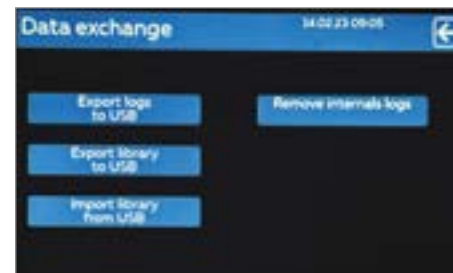 Data exchange
14.02.23 09:05
Export logs
to USB
Remove internals logs
Export library
to USB
Import library
from USB